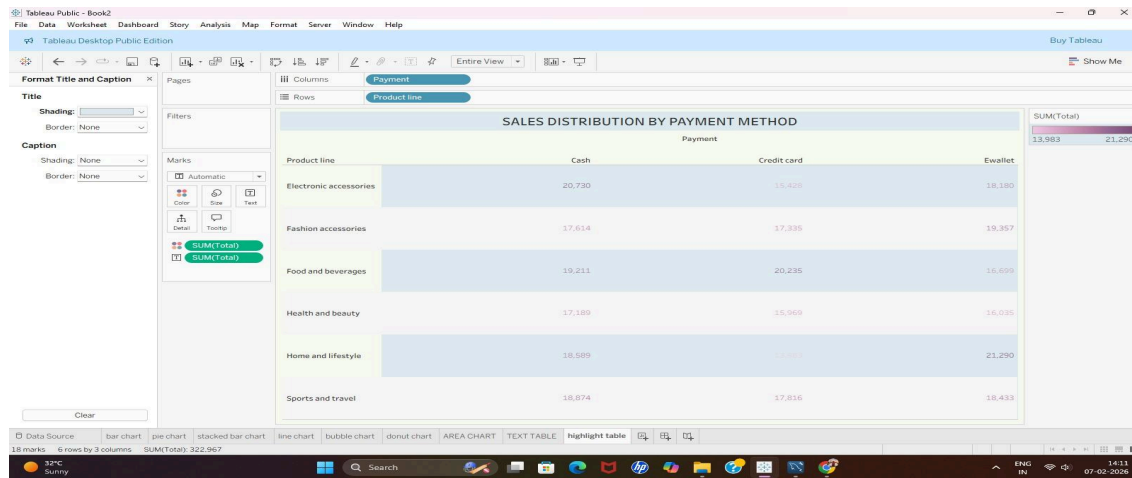 Tableau Public - Book2
File Data Worksheet Dashboard Story Analysis Map Format Server Window Help
Tableau Desktop Public Edition Buy Tableau
Entire View Show Me
Format Title and Caption ×
Title
Shading:
Border: None
Caption
Shading: None
Border: None
Clear
Pages
Filters
Marks
Automatic
Color Size Text
Detail Tooltip
SUM(Total)
SUM(Total)
Columns Payment
Rows Product line
SALES DISTRIBUTION BY PAYMENT METHOD
Payment
Product line Cash Credit card Ewallet
Electronic accessories 20,730 18,180
Fashion accessories 17,614 17,335 19,357
Food and beverages 19,211 20,235 16,659
Health and beauty 17,189 15,969 16,035
Home and lifestyle 18,589 21,290
Sports and travel 18,874 17,816 18,433
SUM(Total)
13,983 21,290
Data Source bar chart pie chart stacked bar chart line chart bubble chart donut chart AREA CHART TEXT TABLE highlight table
18 marks 6 rows by 3 columns SUM(Total): 322,967
32°C
Sunny
Search
ENG
IN
14:11
07-02-2026